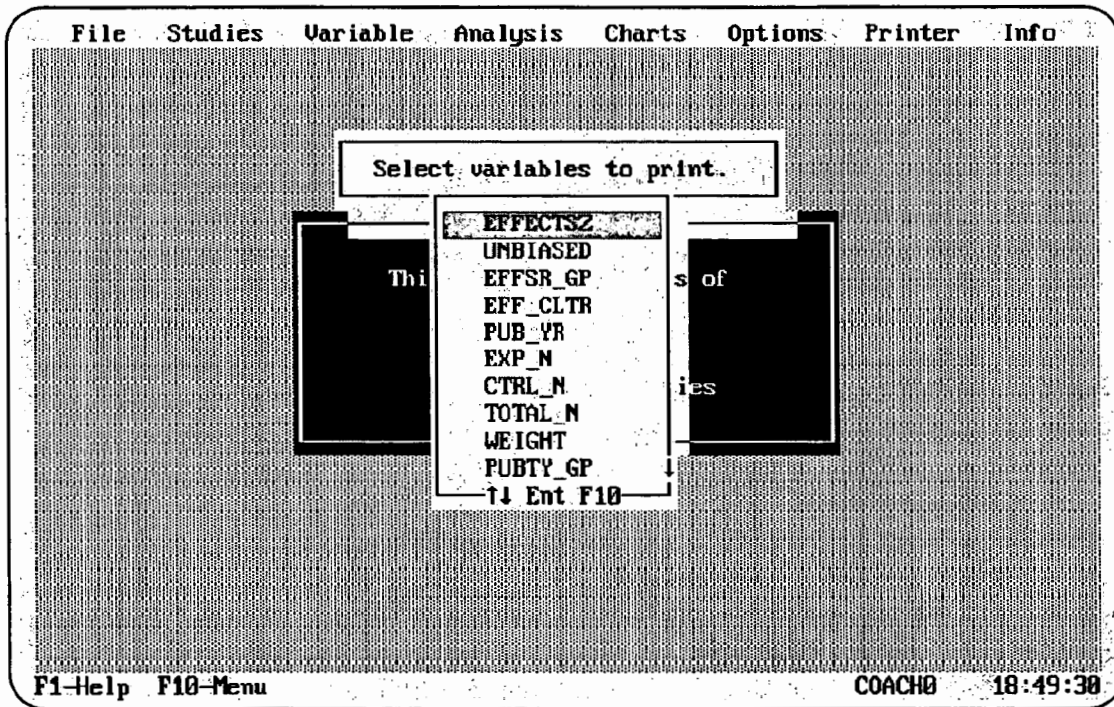 File Studies Variable Analysis Charts Options Printer Info
Select variables to print.
EFFECTSZ
UNBIASED
Thi EFFSR_GP s of
EFF_CLTR
PUB_YR
EXP_N
CTRL_N ies
TOTAL_N
WEIGHT
PUBTY_GP ↓
↑↓ Ent F10
F1-Help F10-Menu COACH0 18:49:30